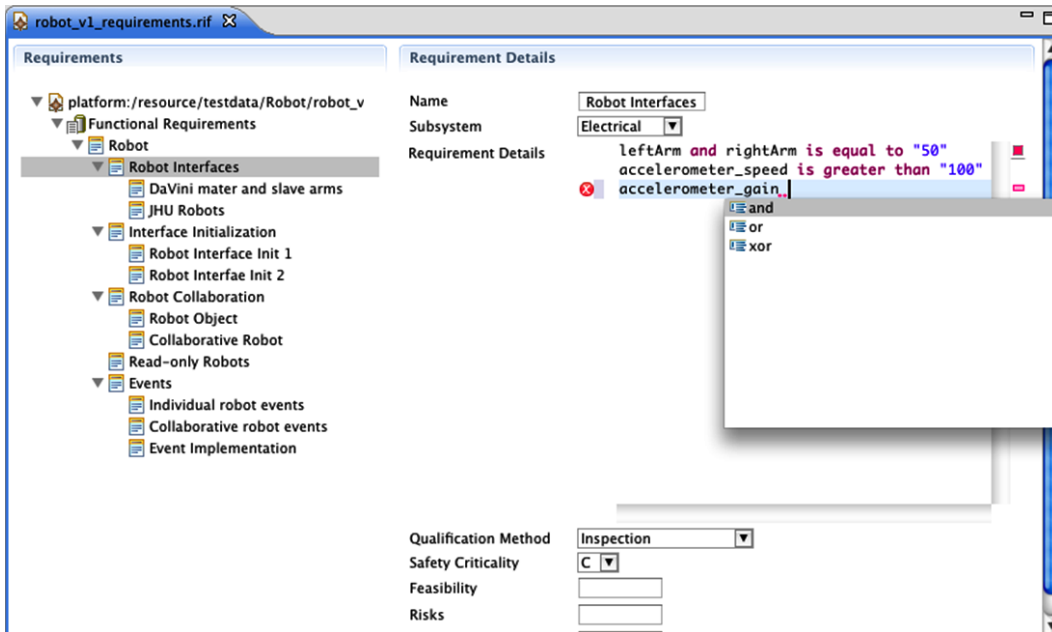 robot_v1_requirements.rif
Requirements
platform:/resource/testdata/Robot/robot_v
Functional Requirements
Robot
Robot Interfaces
DaVini mater and slave arms
JHU Robots
Interface Initialization
Robot Interface Init 1
Robot Interfae Init 2
Robot Collaboration
Robot Object
Collaborative Robot
Read-only Robots
Events
Individual robot events
Collaborative robot events
Event Implementation
Requirement Details
Name Robot Interfaces
Subsystem Electrical
Requirement Details
leftArm and rightArm is equal to "50"
accelerometer_speed is greater than "100"
accelerometer_gain
and
or
xor
Qualification Method Inspection
Safety Criticality C
Feasibility
Risks